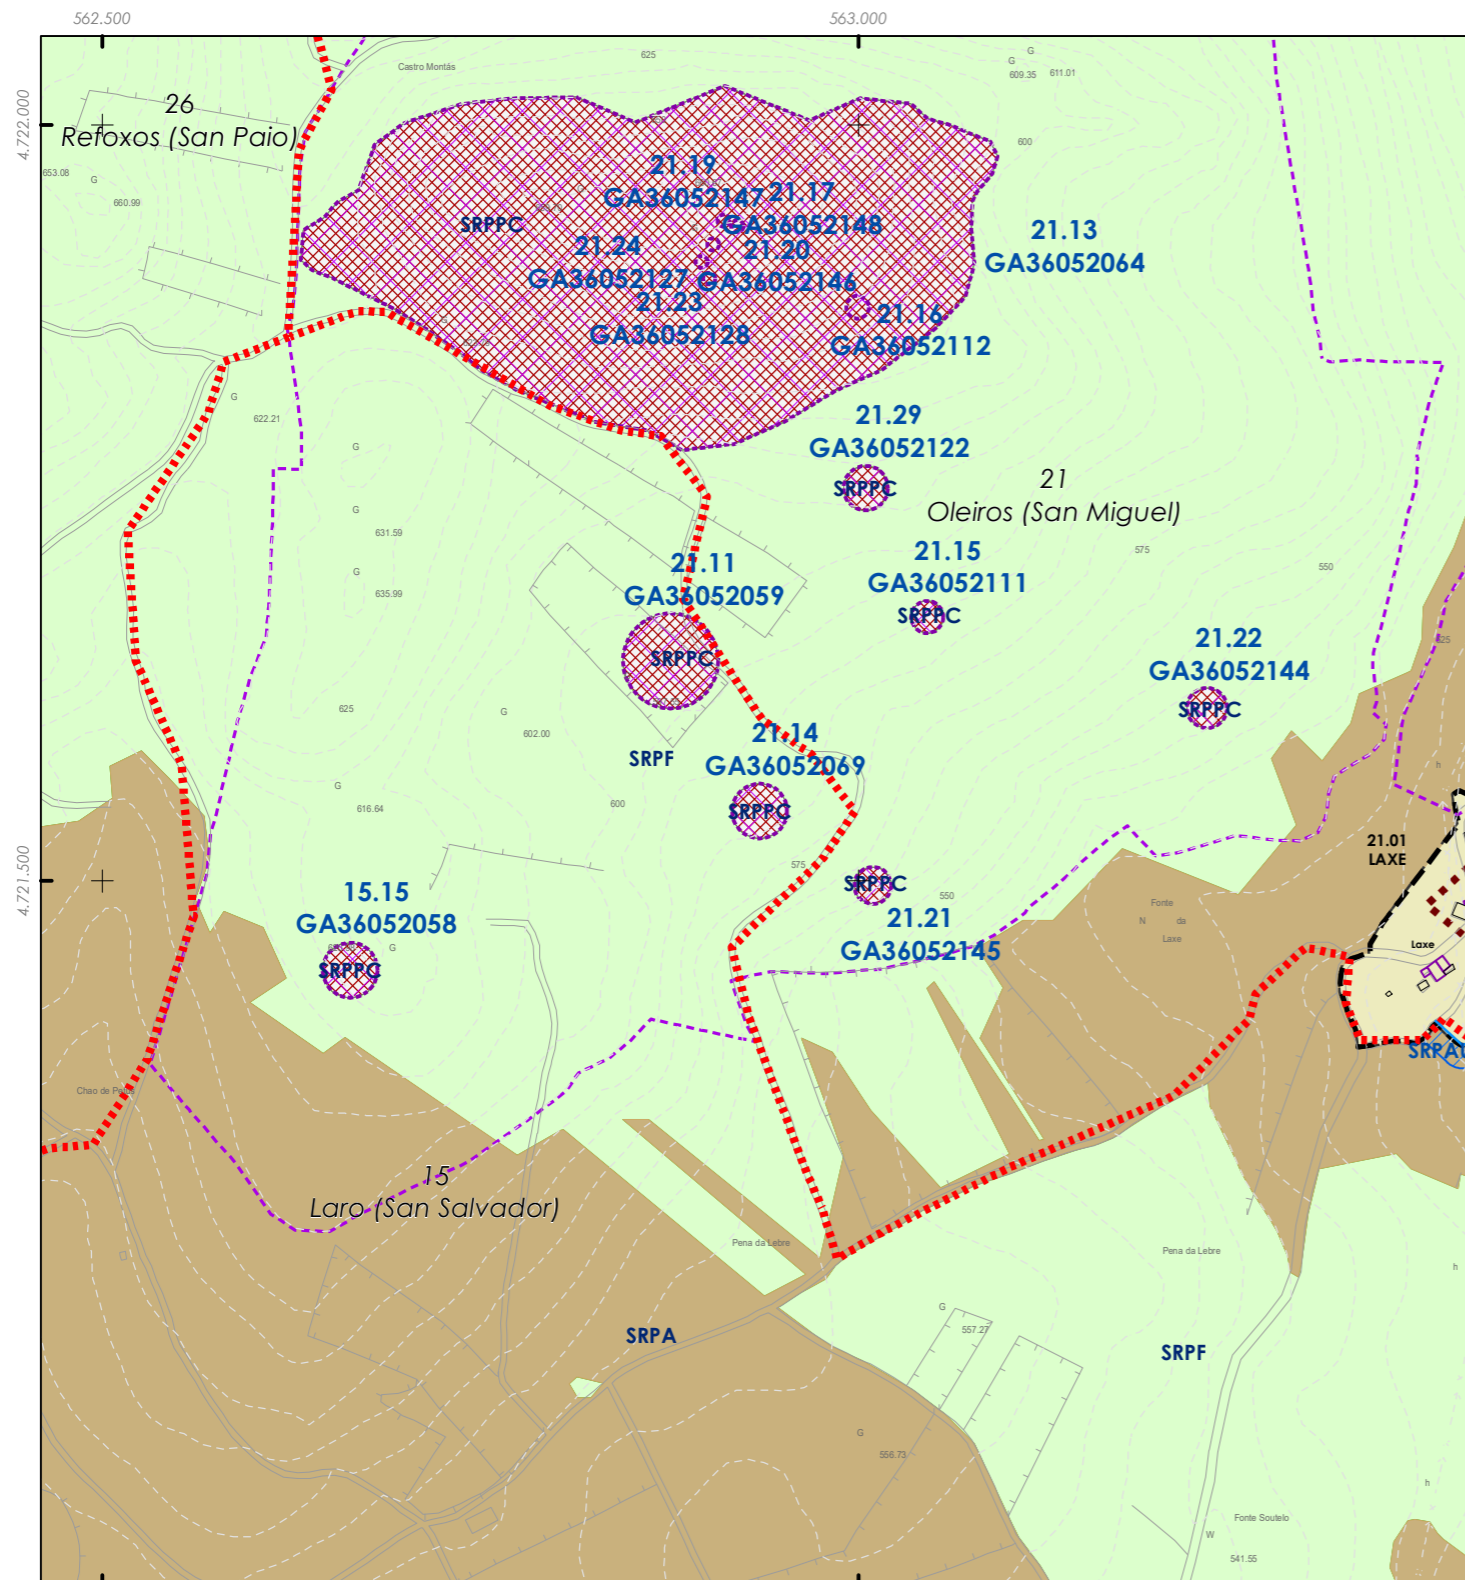 562.500
563.000
4.722.000
4.721.500
Castro Montás
625
G
G
609.35
611.01
26
Refoxos (San Paio)
653.08
G
660.99
600
21.19
GA36052147
21.17
GA36052148
SRPPC
21.24
GA36052127
21.20
GA36052146
21.23
GA36052128
21.13
GA36052064
21.16
GA36052112
G
622.21
21.29
GA36052122
SRPPC
G
21
Oleiros (San Miguel)
G
631.59
21.15
GA36052111
SRPPC
575
550
21.11
GA36052059
SRPPC
G
635.99
21.22
GA36052144
SRPPC
625
G
602.00
SRPF
21.14
GA36052069
SRPPC
G
616.64
600
h
21.01
LAXE
575
SRPPC
550
21.21
GA36052145
15.15
GA36052058
G
SRPPC
Fonte
N da
Laxe
Laxe
Chao de Petos
15
Laro (San Salvador)
Pena da Lebre
Pena da Lebre
h
G
557.27
SRPA
SRPF
G
556.73
h
Fonte Soutelo
W
541.55